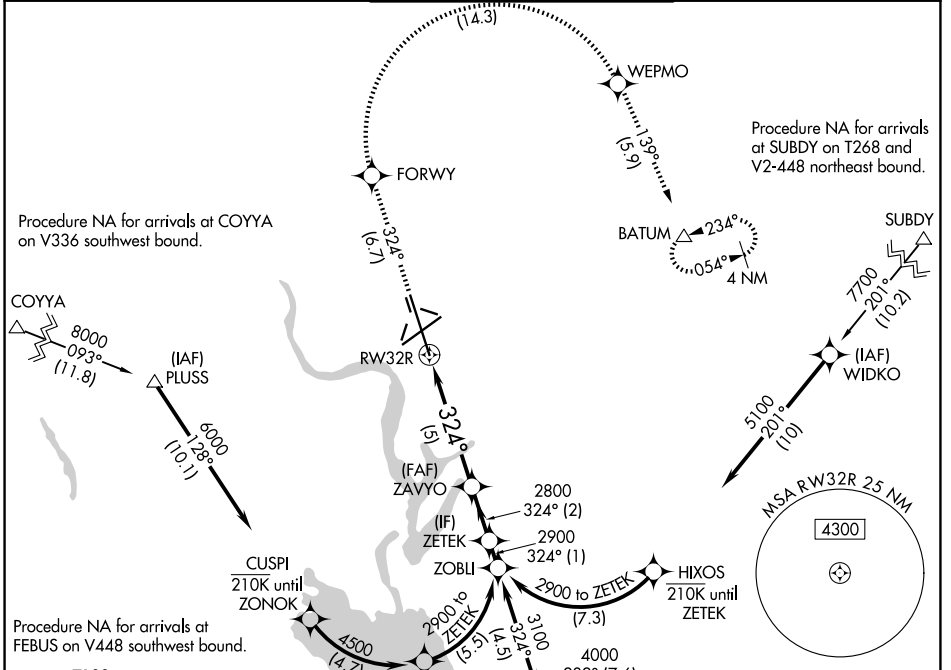 (14.3)
WEPMO
139°
(5.9)
Procedure NA for arrivals
at SUBDY on T268 and
V2-448 northeast bound.
FORWY
324°
(6.7)
Procedure NA for arrivals at COYYA
on V336 southwest bound.
BATUM
234°
054°
4 NM
SUBDY
7700
201°
(10.2)
COYYA
8000
093°
(11.8)
(IAF)
PLUSS
RW32R
(IAF)
WIDKO
6000
128°
(10.1)
324°
(5)
5100
201°
(10)
(FAF)
ZAVYO
2800
324° (2)
(IF)
ZETEK
2900
324° (1)
ZOBLI
MSA RW32R 25 NM
4300
CUSPI
210K until
ZONOK
2900 to ZETEK
(7.3)
HIXOS
210K until
ZETEK
4500
(4.7)
2900 to
ZETEK
(5.5)
3100
324°
(4.5)
4000
Procedure NA for arrivals at
FEBUS on V448 southwest bound.